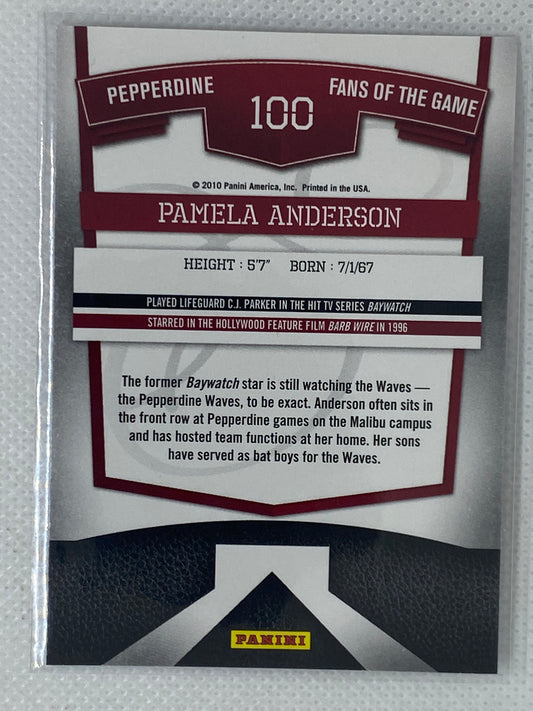 PEPPERDINE
FANS OF THE GAME
100
© 2010 Panini America, Inc. Printed in the USA.
PAMELA ANDERSON
HEIGHT : 5'7" BORN : 7/1/67
PLAYED LIFEGUARD C.J. PARKER IN THE HIT TV SERIES BAYWATCH
STARRED IN THE HOLLYWOOD FEATURE FILM BARB WIRE IN 1996
The former Baywatch star is still watching the Waves —
the Pepperdine Waves, to be exact. Anderson often sits in
the front row at Pepperdine games on the Malibu campus
and has hosted team functions at her home. Her sons
have served as bat boys for the Waves.
PANINI